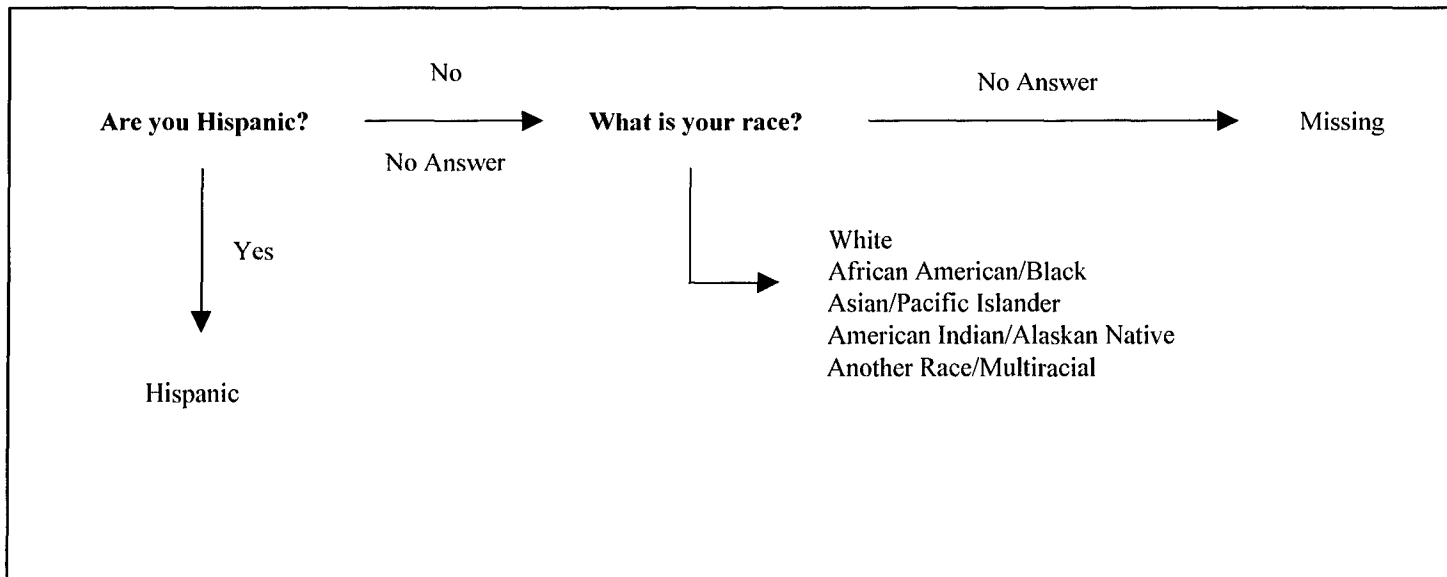 No
No Answer
Are you Hispanic?
What is your race?
Missing
No Answer
Yes
White
African American/Black
Asian/Pacific Islander
American Indian/Alaskan Native
Another Race/Multiracial
Hispanic